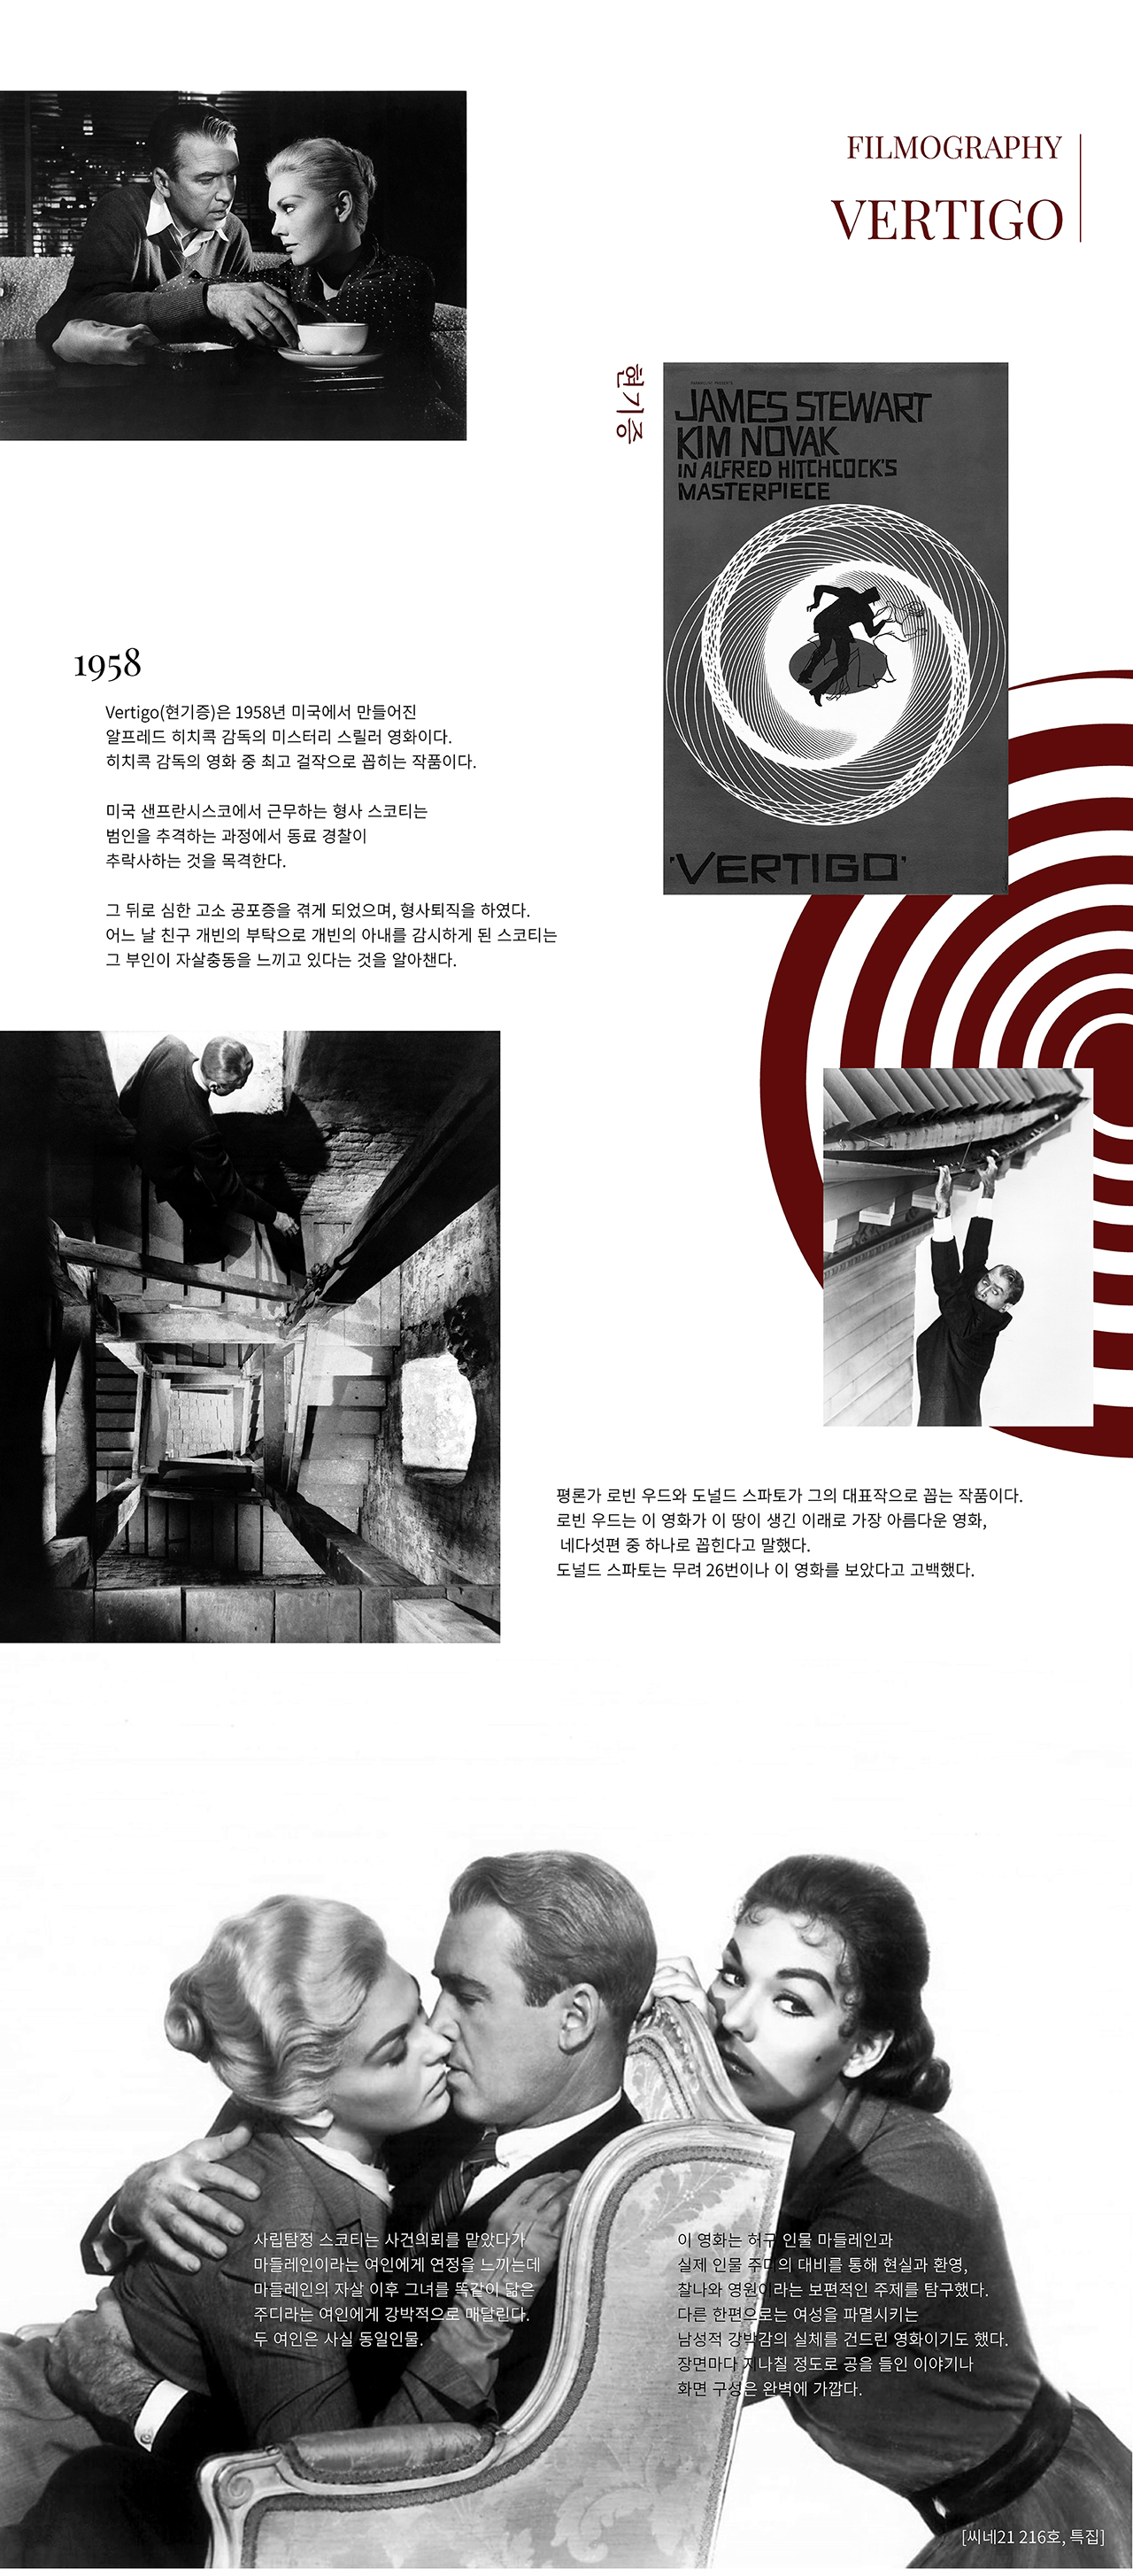 FILMOGRAPHY
VERTIGO
현기증
JAMES STEWART
KIM NOVAK
IN ALFRED HITCHCOCK'S
MASTERPIECE
'VERTIGO'
1958
Vertigo(현기증)은 1958년 미국에서 만들어진
알프레드 히치콕 감독의 미스터리 스릴러 영화이다.
히치콕 감독의 영화 중 최고 걸작으로 꼽히는 작품이다.
미국 샌프란시스코에서 근무하는 형사 스코티는
범인을 추격하는 과정에서 동료 경찰이
추락사하는 것을 목격한다.
그 뒤로 심한 고소 공포증을 겪게 되었으며, 형사퇴직을 하였다.
어느 날 친구 개빈의 부탁으로 개빈의 아내를 감시하게 된 스코티는
그 부인이 자살충동을 느끼고 있다는 것을 알아챈다.
평론가 로빈 우드와 도널드 스파토가 그의 대표작으로 꼽는 작품이다.
로빈 우드는 이 영화가 이 땅이 생긴 이래로 가장 아름다운 영화,
네다섯편 중 하나로 꼽힌다고 말했다.
도널드 스파토는 무려 26번이나 이 영화를 보았다고 고백했다.
사립탐정 스코티는 사건의뢰를 맡았다가
마들레인이라는 여인에게 연정을 느끼는데
마들레인의 자살 이후 그녀를 똑같이 닮은
주디라는 여인에게 강박적으로 매달린다.
두 여인은 사실 동일인물.
이 영화는 허구 인물 마들레인과
실제 인물 주디의 대비를 통해 현실과 환영,
찰나와 영원이라는 보편적인 주제를 탐구했다.
다른 한편으로는 여성을 파멸시키는
남성적 강박감의 실체를 건드린 영화이기도 했다.
장면마다 지나칠 정도로 공을 들인 이야기나
화면 구성은 완벽에 가깝다.
[씨네21 216호, 특집]